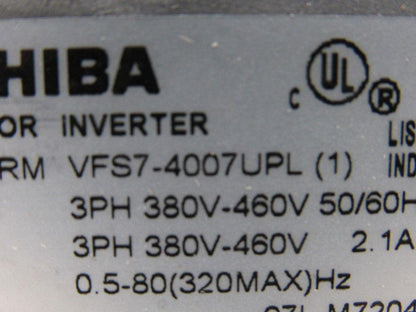 HIBA
c UL ®
OR INVERTER
LIS
RM VFS7-4007UPL (1)
IND
3PH 380V-460V 50/60H
3PH 380V-460V 2.1A
0.5-80(320MAX)Hz